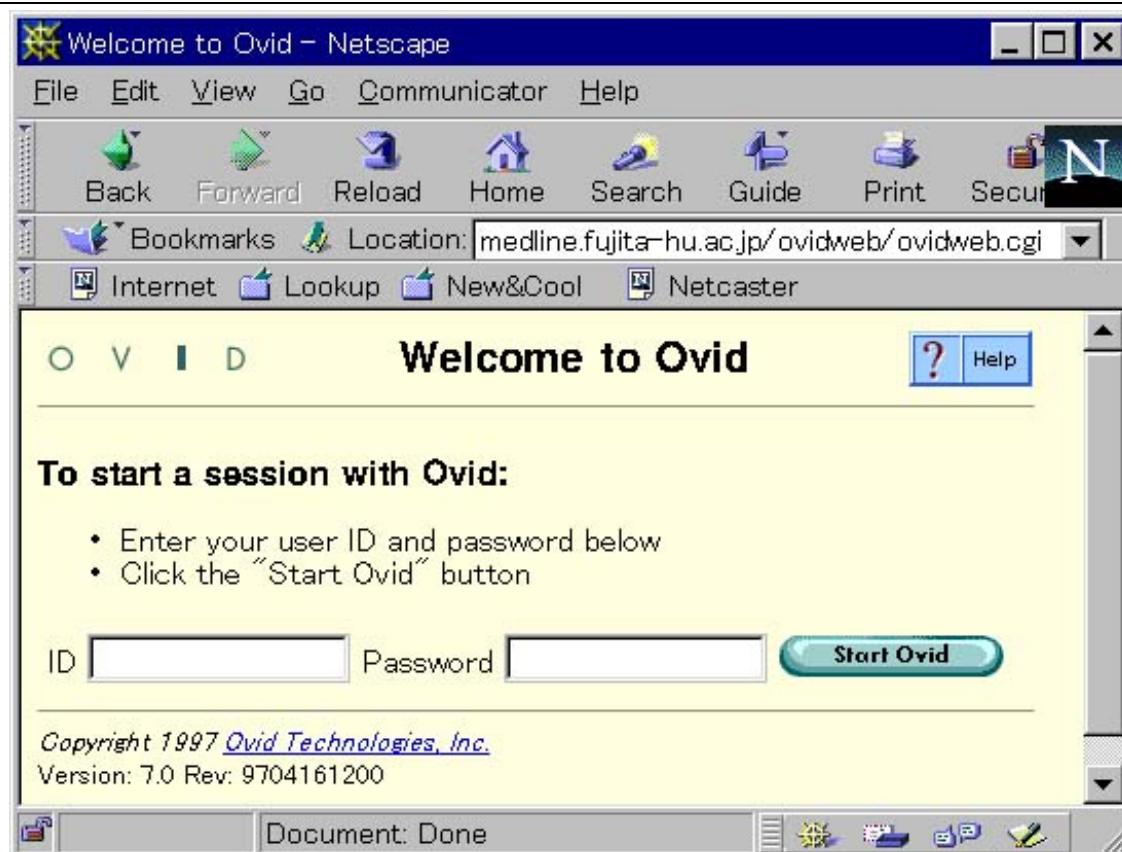 Welcome to Ovid - Netscape
File Edit View Go Communicator Help
Back Forward Reload Home Search Guide Print Secur
N
Bookmarks Location: medline.fujita-hu.ac.jp/ovidweb/ovidweb.cgi
Internet Lookup New&Cool Netcaster
O V I D Welcome to Ovid ? Help
To start a session with Ovid:
• Enter your user ID and password below
• Click the "Start Ovid" button
ID Password Start Ovid
Copyright 1997 Ovid Technologies, Inc.
Version: 7.0 Rev: 9704161200
Document: Done